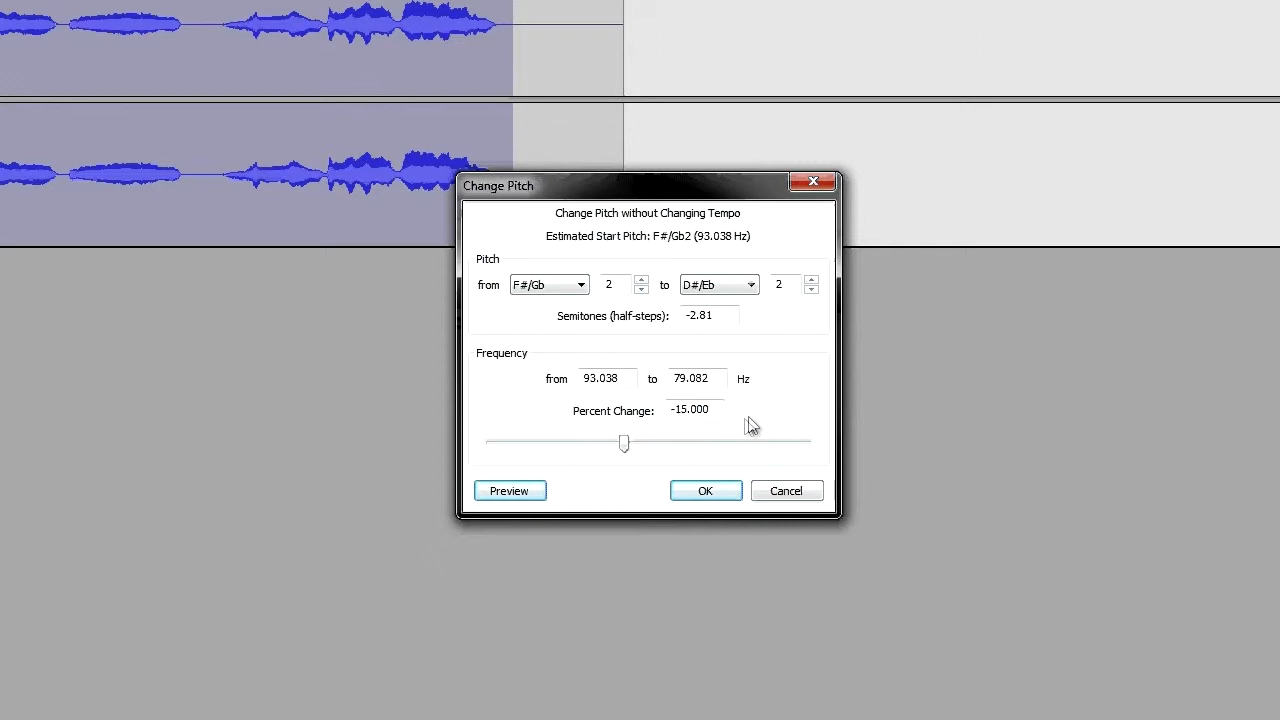 Change Pitch
Change Pitch without Changing Tempo
Estimated Start Pitch: F#/Gb2 (93.038 Hz)
Pitch
from F#/Gb 2 to D#/Eb 2
Semitones (half-steps): -2.81
Frequency
from 93.038 to 79.082 Hz
Percent Change: -15.000
Preview OK Cancel